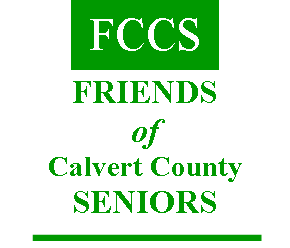 FCCS
FRIENDS
of
Calvert County
SENIORS